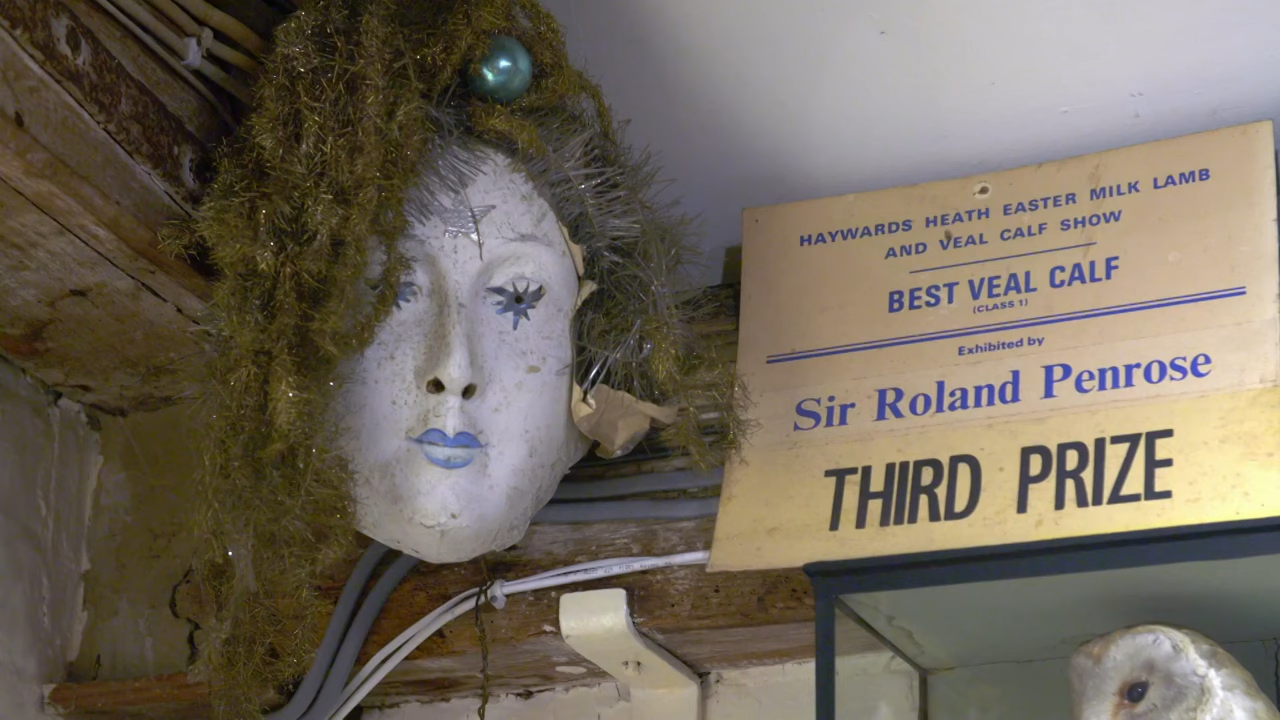 HAYWARDS HEATH EASTER MILK LAMB
AND VEAL CALF SHOW
BEST VEAL CALF
(CLASS 1)
Exhibited by
Sir Roland Penrose
THIRD PRIZE